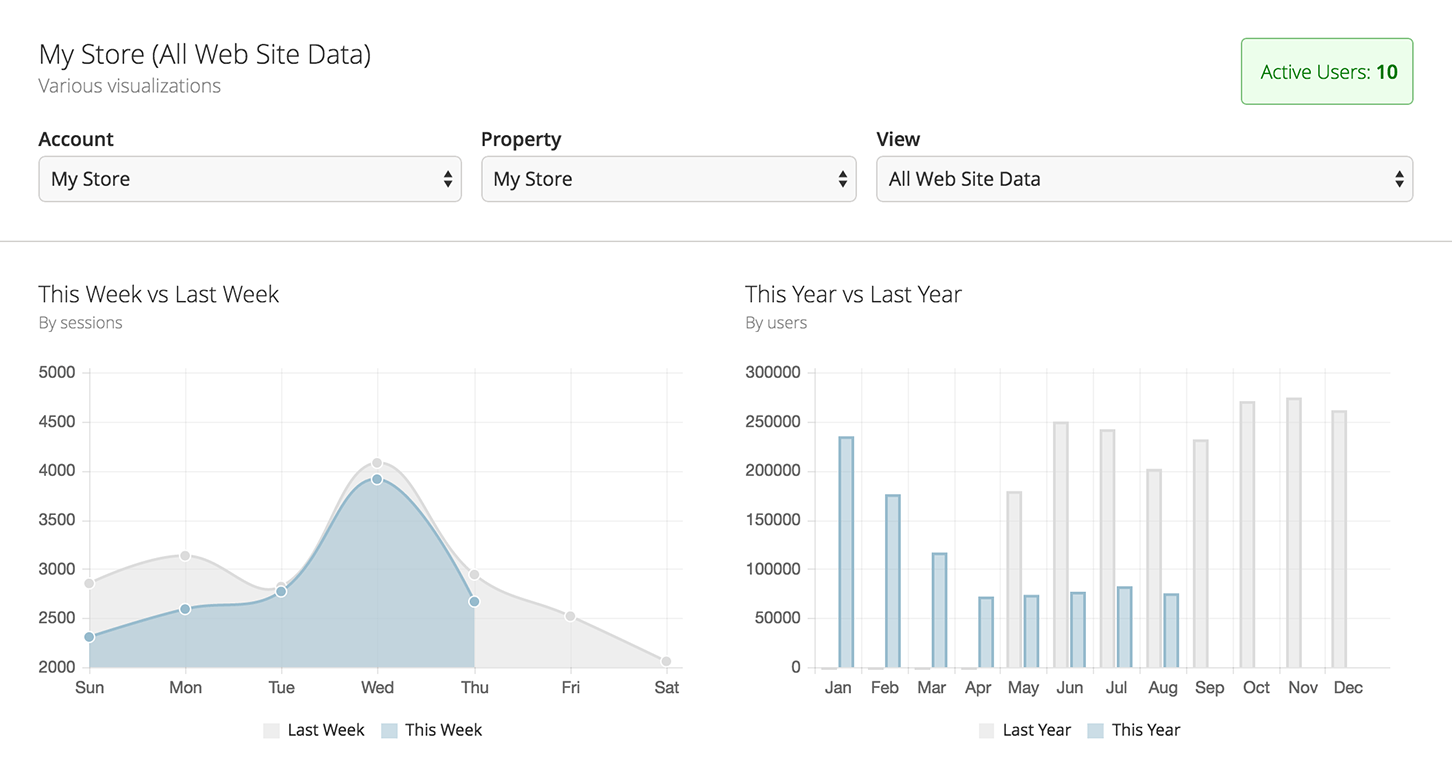 My Store (All Web Site Data)
Various visualizations
Active Users: 10
Account
My Store
Property
My Store
View
All Web Site Data
This Week vs Last Week
By sessions
5000
4500
4000
3500
3000
2500
2000
Sun Mon Tue Wed Thu Fri Sat
Last Week This Week
This Year vs Last Year
By users
300000
250000
200000
150000
100000
50000
0
Jan Feb Mar Apr May Jun Jul Aug Sep Oct Nov Dec
Last Year This Year